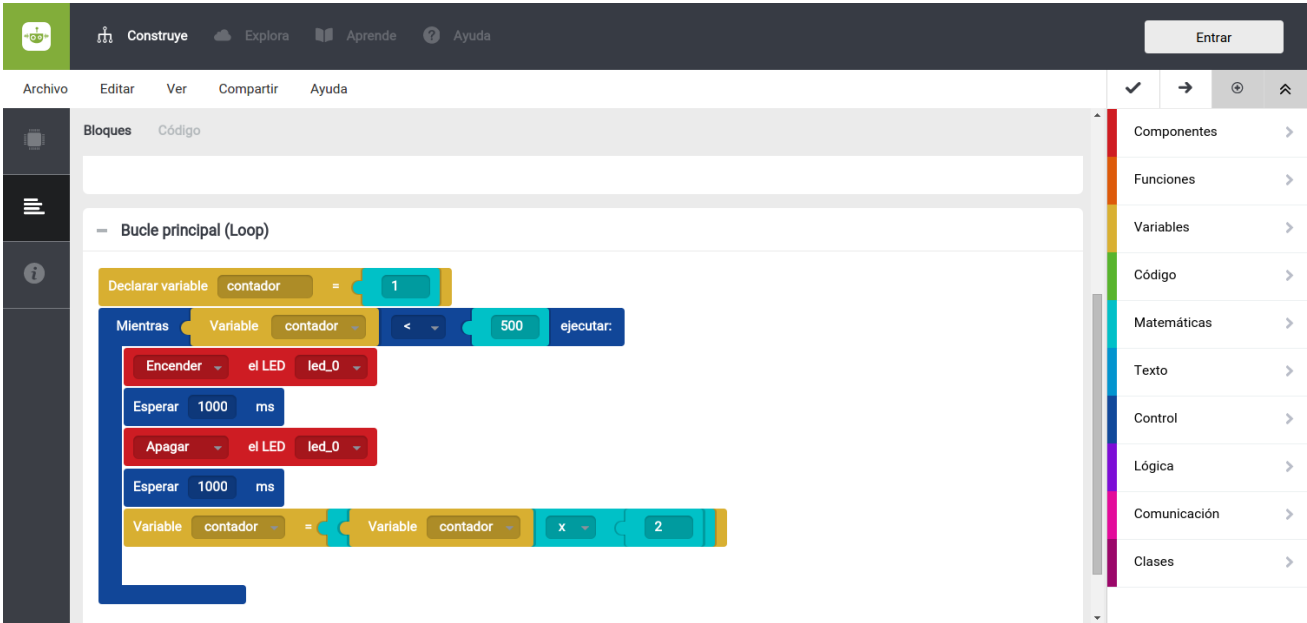 Construye Explora Aprende Ayuda Entrar
Archivo Editar Ver Compartir Ayuda
Bloques Código
Bucle principal (Loop)
Declarar variable contador = 1
Mientras Variable contador < 500 ejecutar:
Encender el LED led_0
Esperar 1000 ms
Apagar el LED led_0
Esperar 1000 ms
Variable contador = Variable contador x 2
Componentes
Funciones
Variables
Código
Matemáticas
Texto
Control
Lógica
Comunicación
Clases